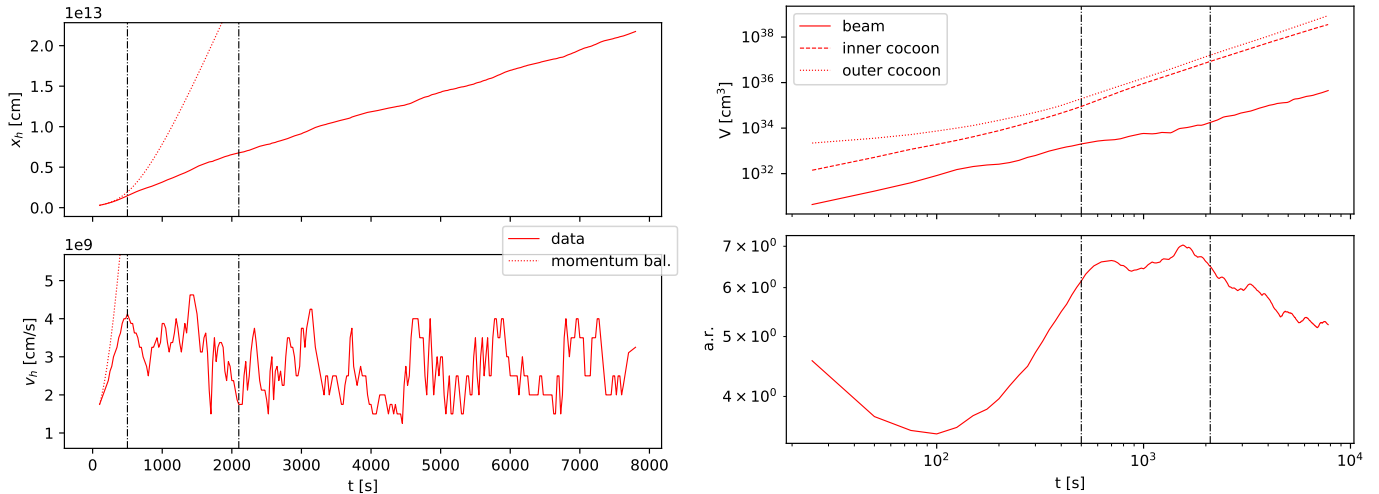 1e13
2.0
1.5
1.0
0.5
0.0
x_h [cm]
1e9
5
4
3
2
1
v_h [cm/s]
data
momentum bal.
0 1000 2000 3000 4000 5000 6000 7000 8000
t [s]
beam
inner cocoon
outer cocoon
10^38
10^36
10^34
10^32
V [cm^3]
7 × 10^0
6 × 10^0
5 × 10^0
4 × 10^0
a.r.
10^2 10^3 10^4
t [s]